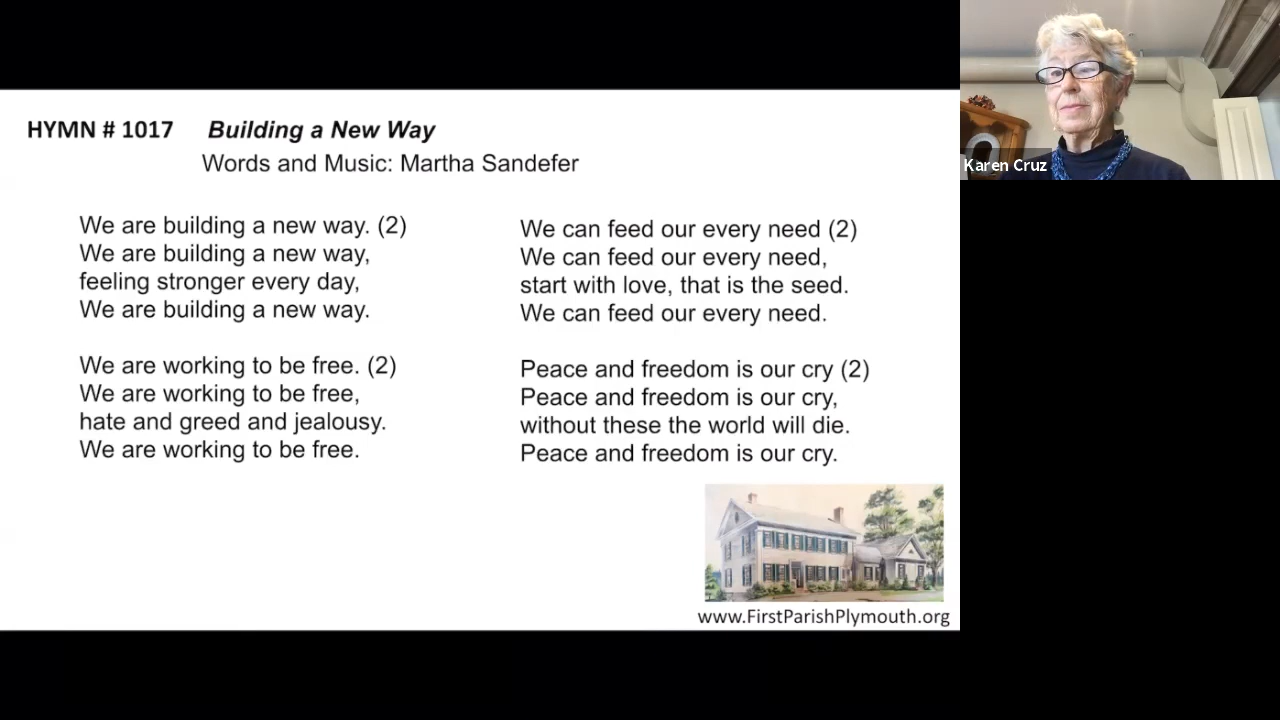 HYMN # 1017 Building a New Way
Words and Music: Martha Sandefer
We are building a new way. (2)
We are building a new way,
feeling stronger every day,
We are building a new way.
We are working to be free. (2)
We are working to be free,
hate and greed and jealousy.
We are working to be free.
We can feed our every need (2)
We can feed our every need,
start with love, that is the seed.
We can feed our every need.
Peace and freedom is our cry (2)
Peace and freedom is our cry,
without these the world will die.
Peace and freedom is our cry.
www.FirstParishPlymouth.org
Karen Cruz